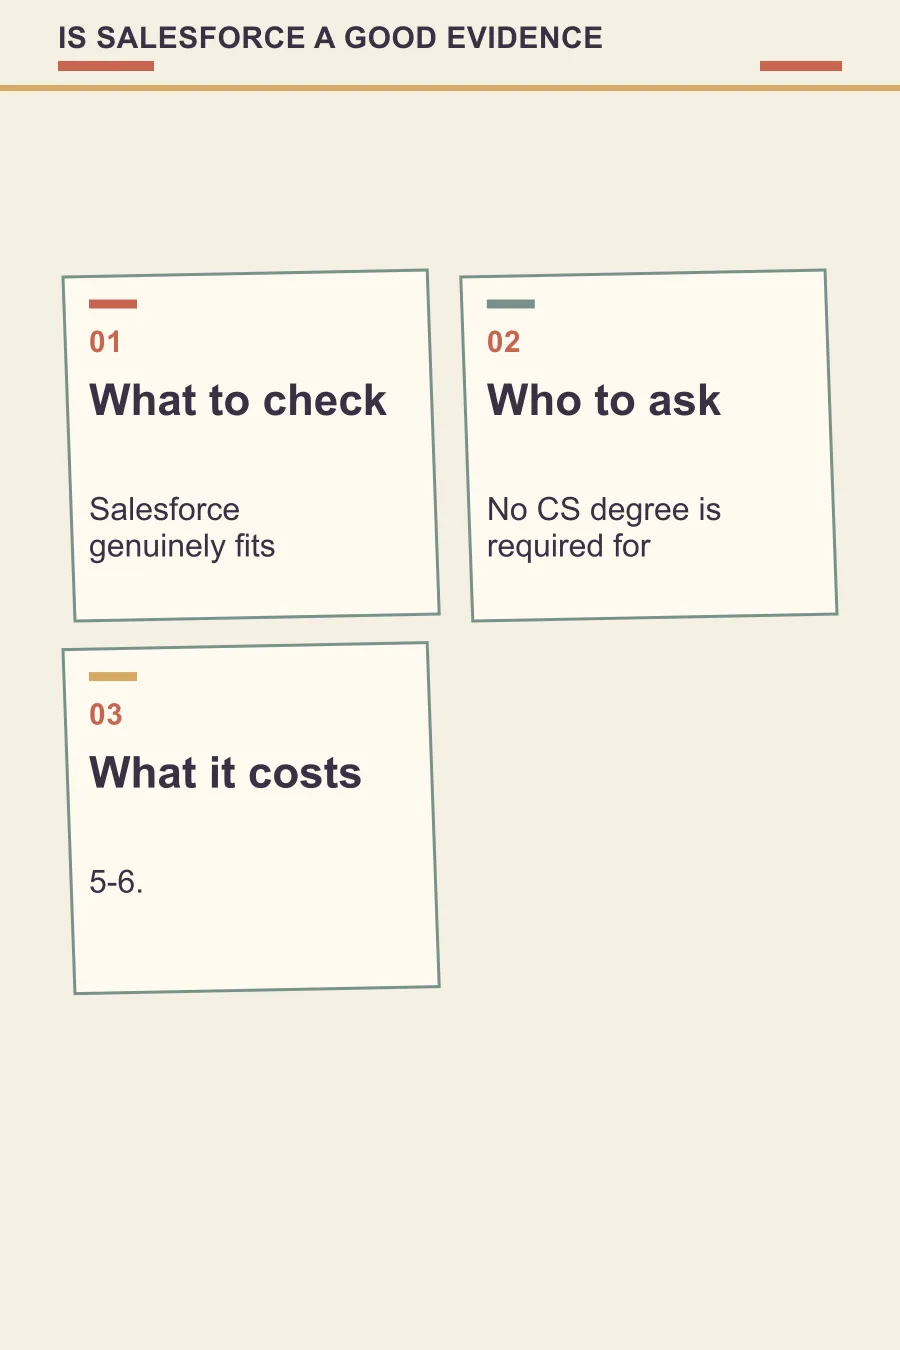 IS SALESFORCE A GOOD EVIDENCE
01
What to check
Salesforce
genuinely fits
02
Who to ask
No CS degree is
required for
03
What it costs
5-6.